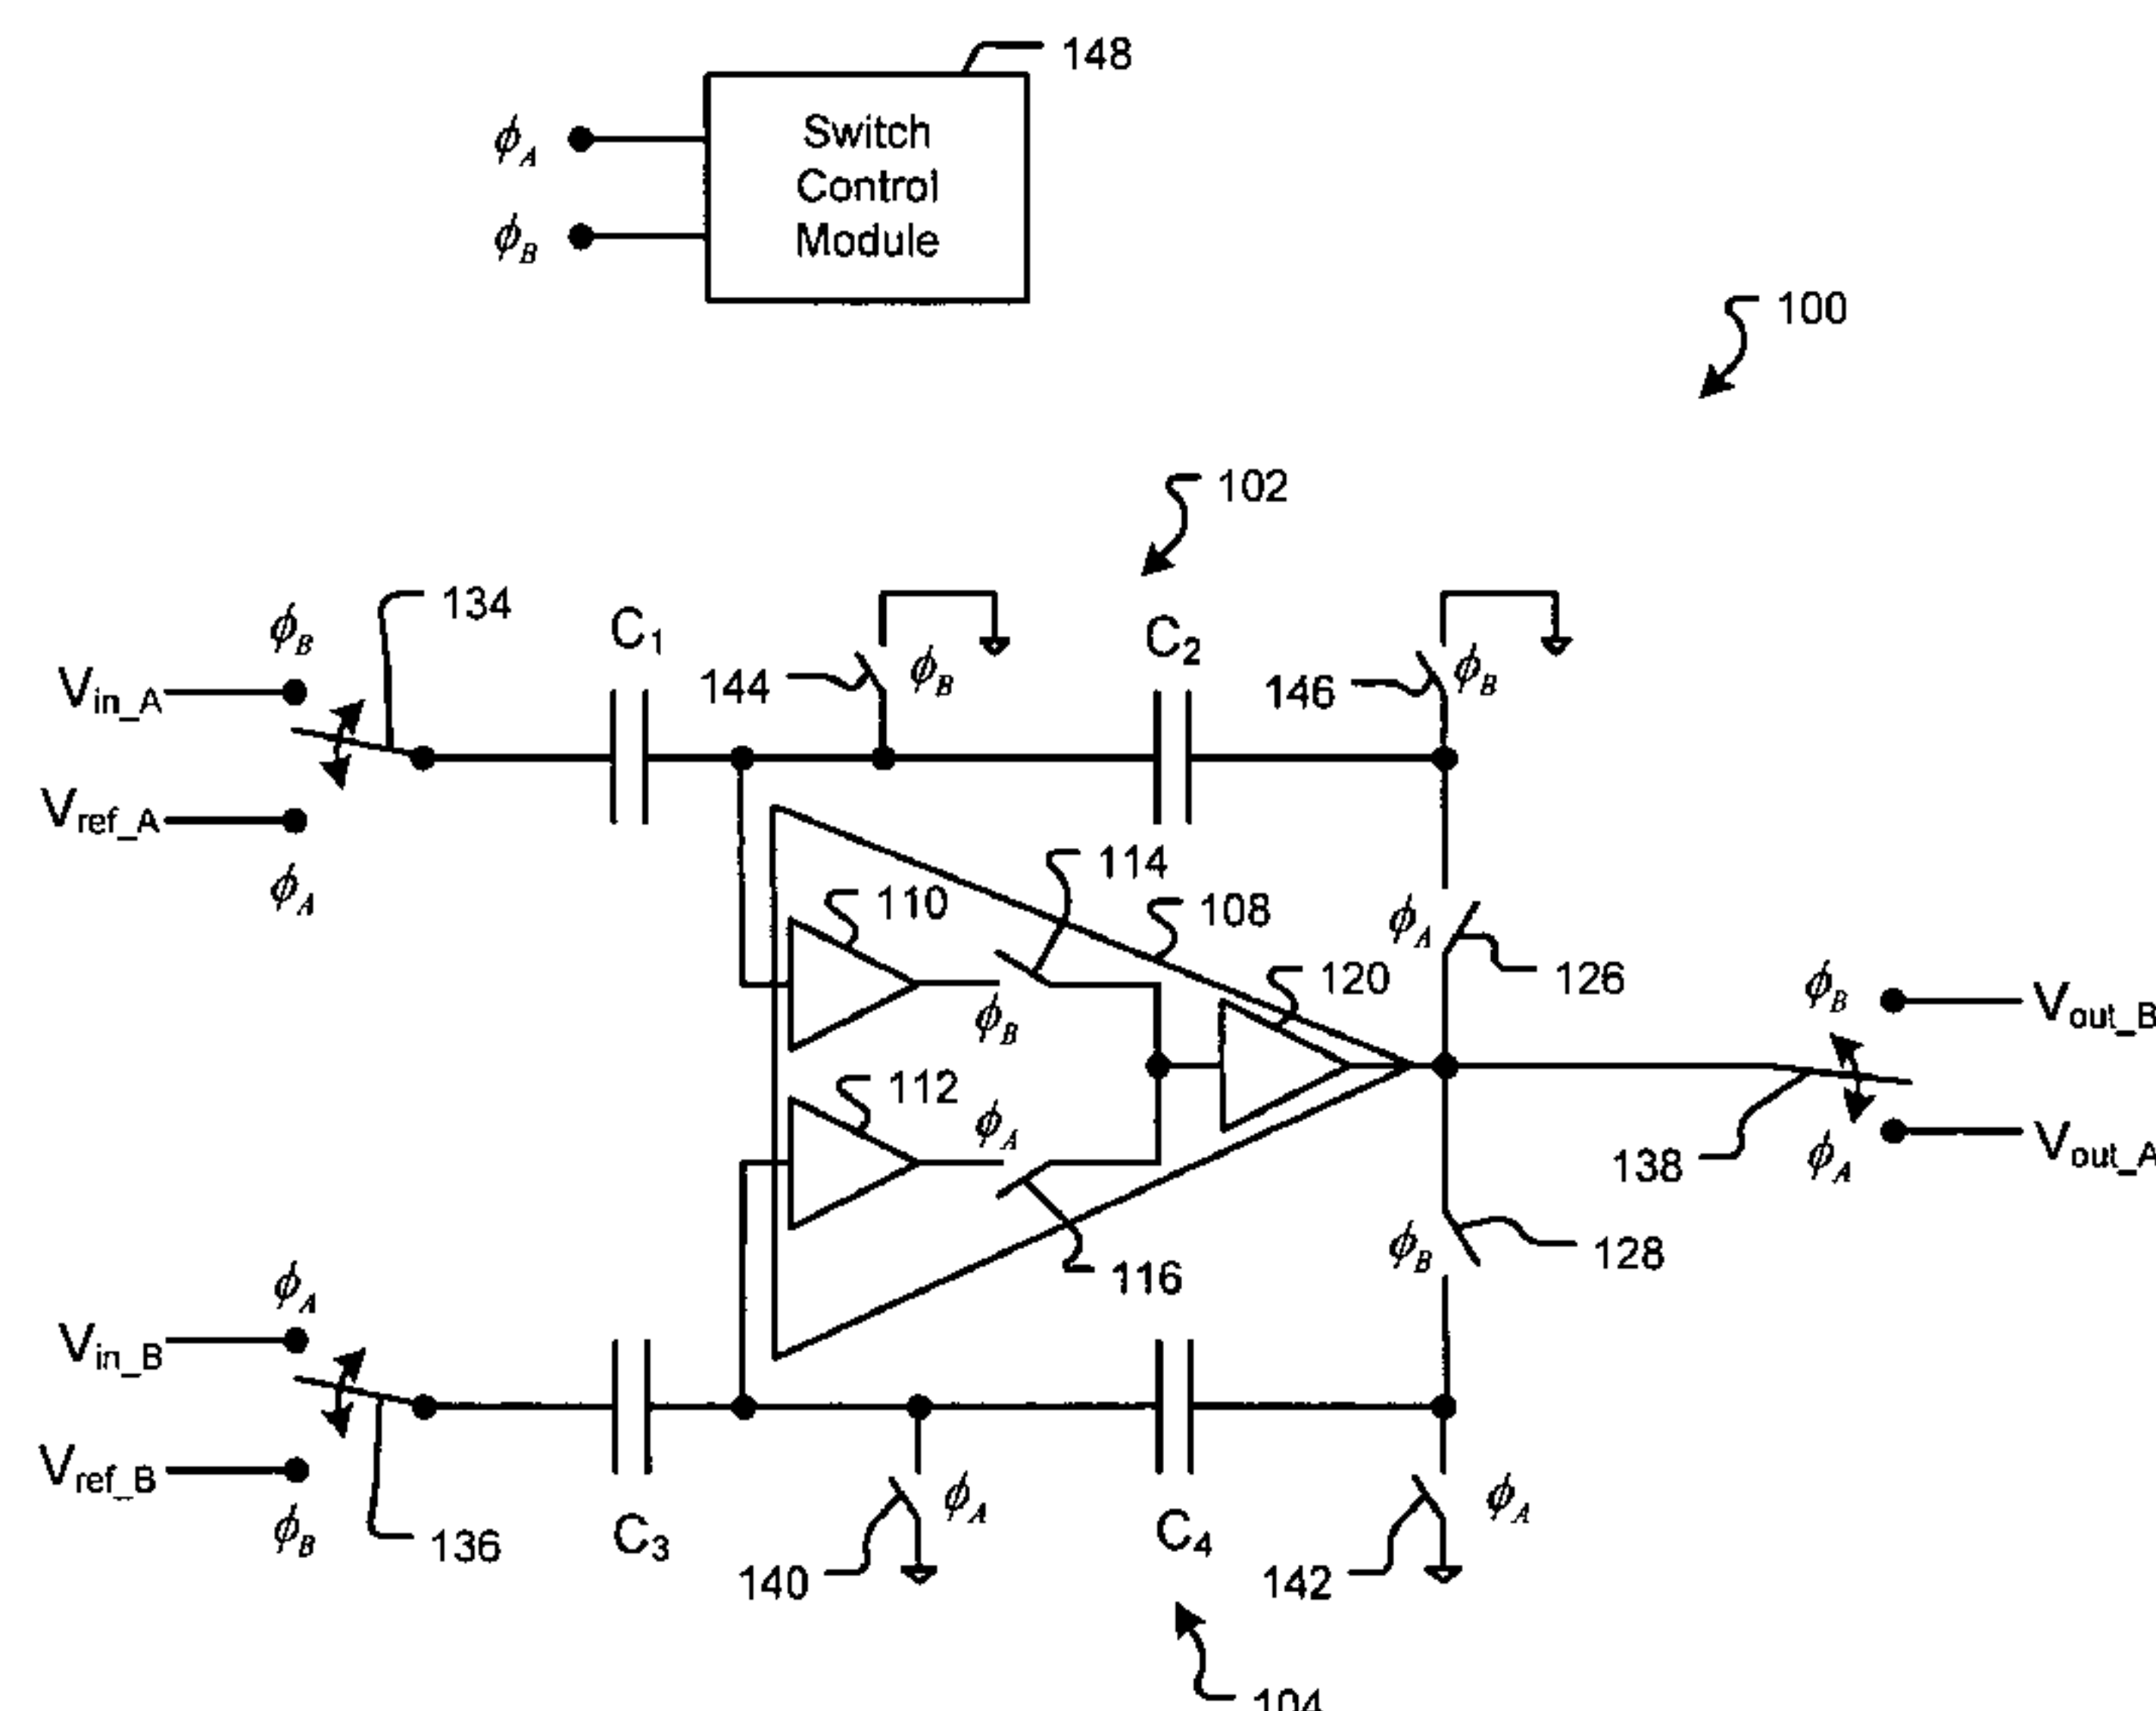 148
Switch
Control
Module
ϕA
ϕB
100
102
134
ϕB
C1
C2
Vin_A
144
ϕB
146
ϕB
Vref_A
ϕA
114
110
108
ϕA
120
126
ϕB
ϕB
Vout_B
112
ϕA
138
ϕA
Vout_A
116
ϕB
128
ϕA
Vin_B
Vref_B
ϕB
136
C3
ϕA
C4
ϕA
140
142
104